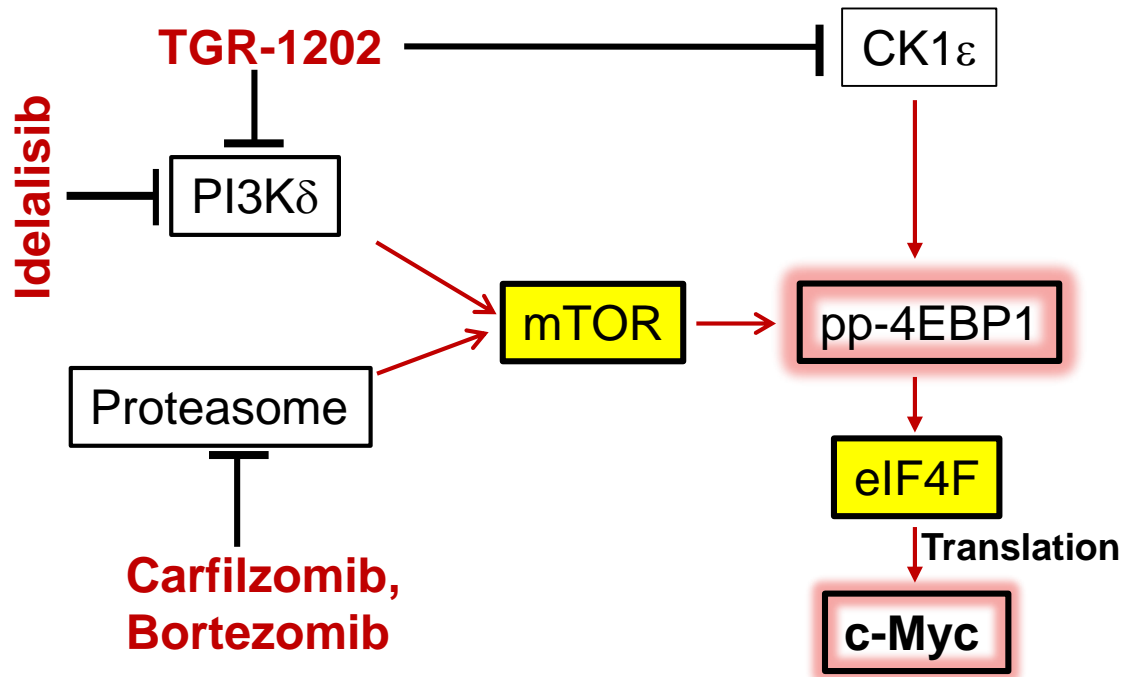 TGR-1202
CK1ε
Idelalisib
PI3Kδ
mTOR
pp-4EBP1
Proteasome
eIF4F
Translation
Carfilzomib,
Bortezomib
c-Myc